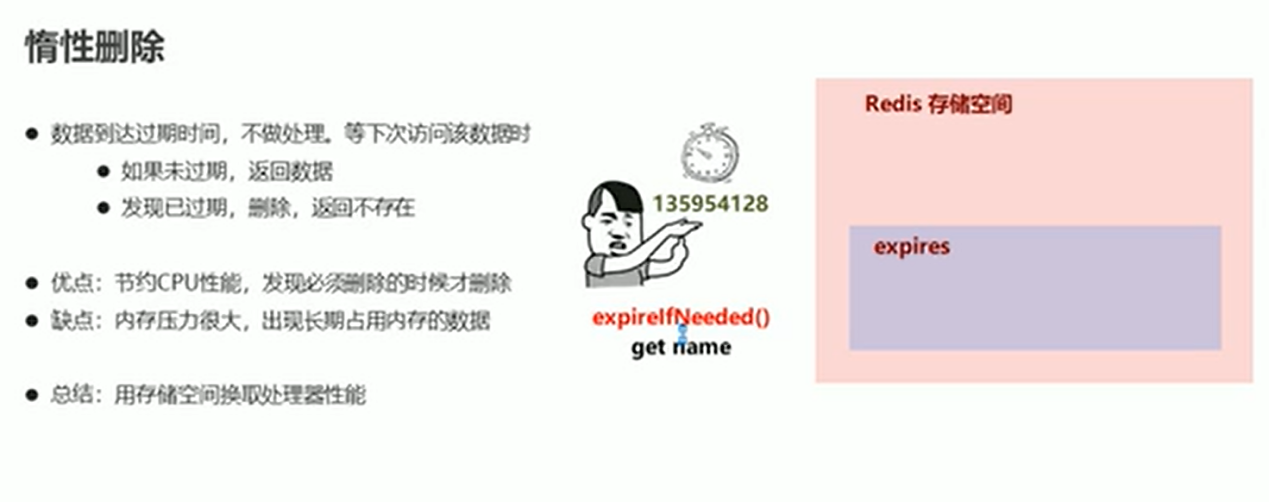 惰性删除
● 数据到达过期时间，不做处理。等下次访问该数据时
● 如果未过期，返回数据
● 发现已过期，删除，返回不存在
● 优点：节约CPU性能，发现必须删除的时候才删除
● 缺点：内存压力很大，出现长期占用内存的数据
● 总结：用存储空间换取处理器性能
135954128
expireIfNeeded()
get name
Redis 存储空间
expires